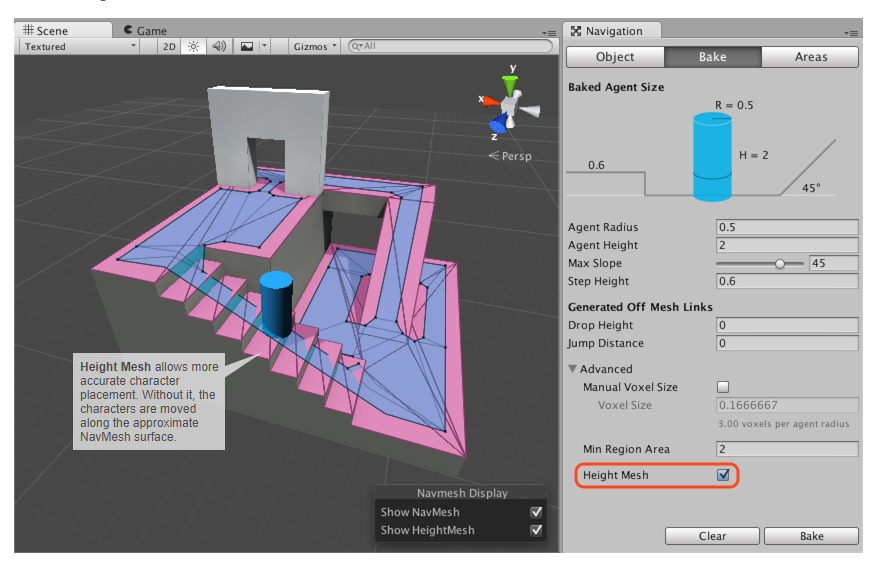 Scene
Game
Textured
2D
Gizmos
All
y
x
z
Persp
Height Mesh allows more
accurate character
placement. Without it, the
characters are moved
along the approximate
NavMesh surface.
Navmesh Display
Show NavMesh
Show HeightMesh
Navigation
Object
Bake
Areas
Baked Agent Size
R = 0.5
H = 2
0.6
45°
Agent Radius 0.5
Agent Height 2
Max Slope 45
Step Height 0.6
Generated Off Mesh Links
Drop Height 0
Jump Distance 0
Advanced
Manual Voxel Size
Voxel Size 0.1666667
3.00 voxels per agent radius
Min Region Area 2
Height Mesh
Clear
Bake